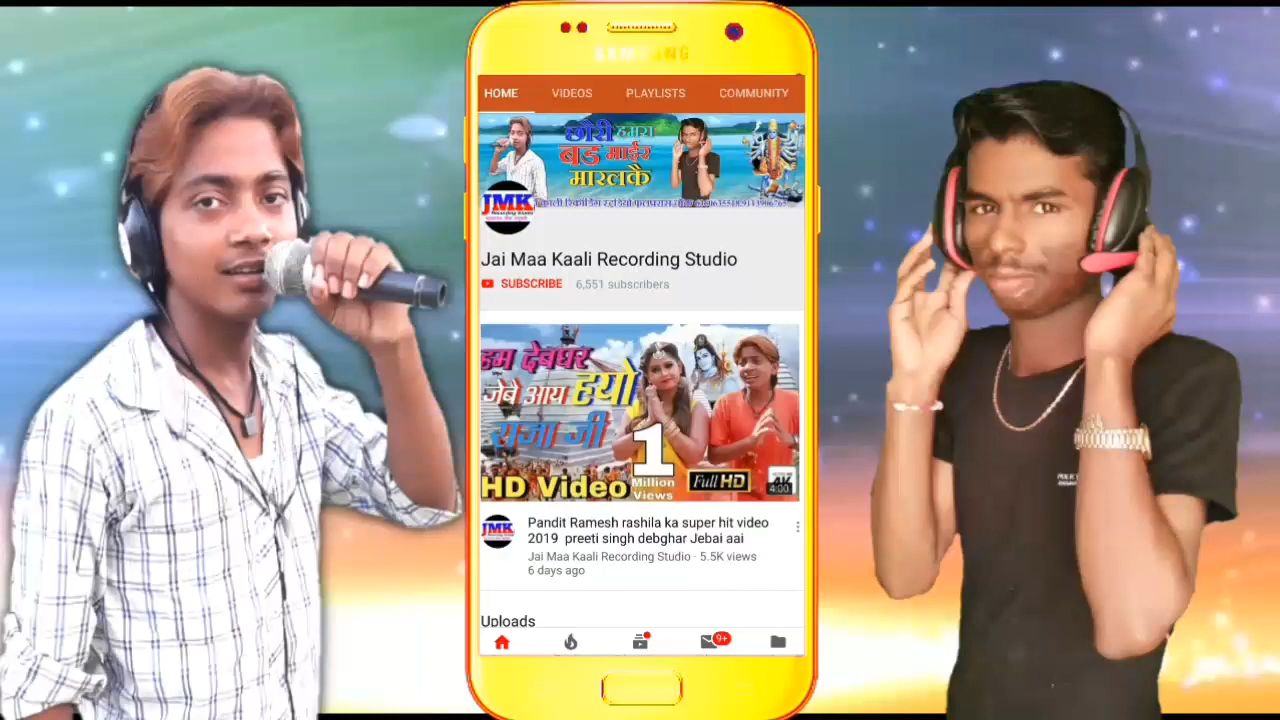 SAMSUNG
HOME VIDEOS PLAYLISTS COMMUNITY
छोरी हमरा
बड माईर
मारलकै
JMK
Jai Maa Kaali Recording Studio
SUBSCRIBE 6,551 subscribers
हम देबघर
जेबै आय हयो
राजा जी
1
Million
Views
HD Video
Full HD
4K
4:00
JMK
Pandit Ramesh rashila ka super hit video
2019 preeti singh debghar Jebai aai
Jai Maa Kaali Recording Studio · 5.5K views
6 days ago
Uploads
9+